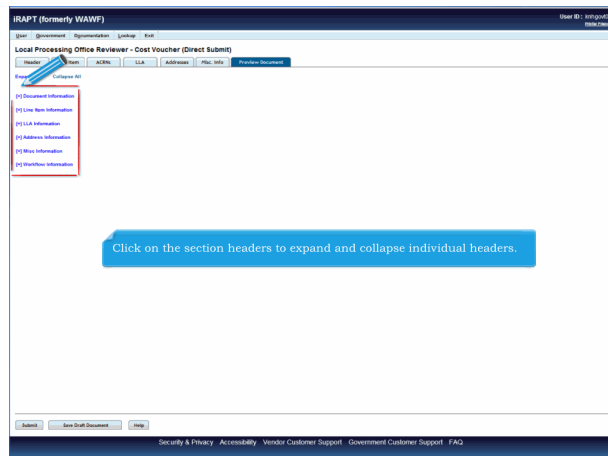 iRAPT (formerly WAWF)
User ID :
Printer Friendly
User Government Documentation Lookup Exit
Local Processing Office Reviewer - Cost Voucher (Direct Submit)
Header Item ACRNs LLA Addresses Misc. Info Preview Document
Collapse All
[+] Document Information
[+] Line Item Information
[+] LLA Information
[+] Address Information
[+] Misc Information
[+] Workflow Information
Click on the section headers to expand and collapse individual headers.
Submit Save Draft Document Help
Security & Privacy Accessibility Vendor Customer Support Government Customer Support FAQ